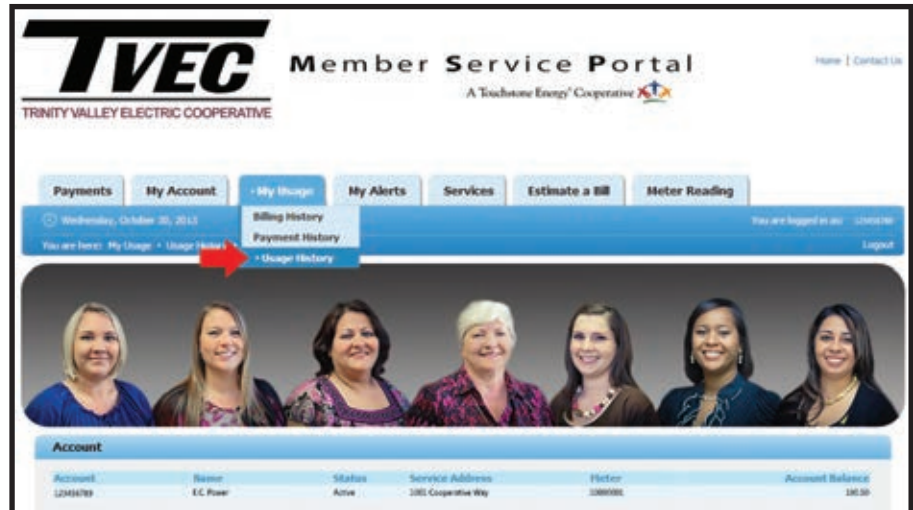 TVEC
TRINITY VALLEY ELECTRIC COOPERATIVE
Member Service Portal
A Touchstone Energy® Cooperative
Home | Contact Us
Payments My Account My Usage My Alerts Services Estimate a Bill Meter Reading
Wednesday, October 30, 2013
Billing History
You are logged in as:
Payment History
You are here: My Usage • Usage History
Logout
Usage History
Account
Account Name Status Service Address Meter Account Balance
123456789 E.C. Power Active 1001 Cooperative Way